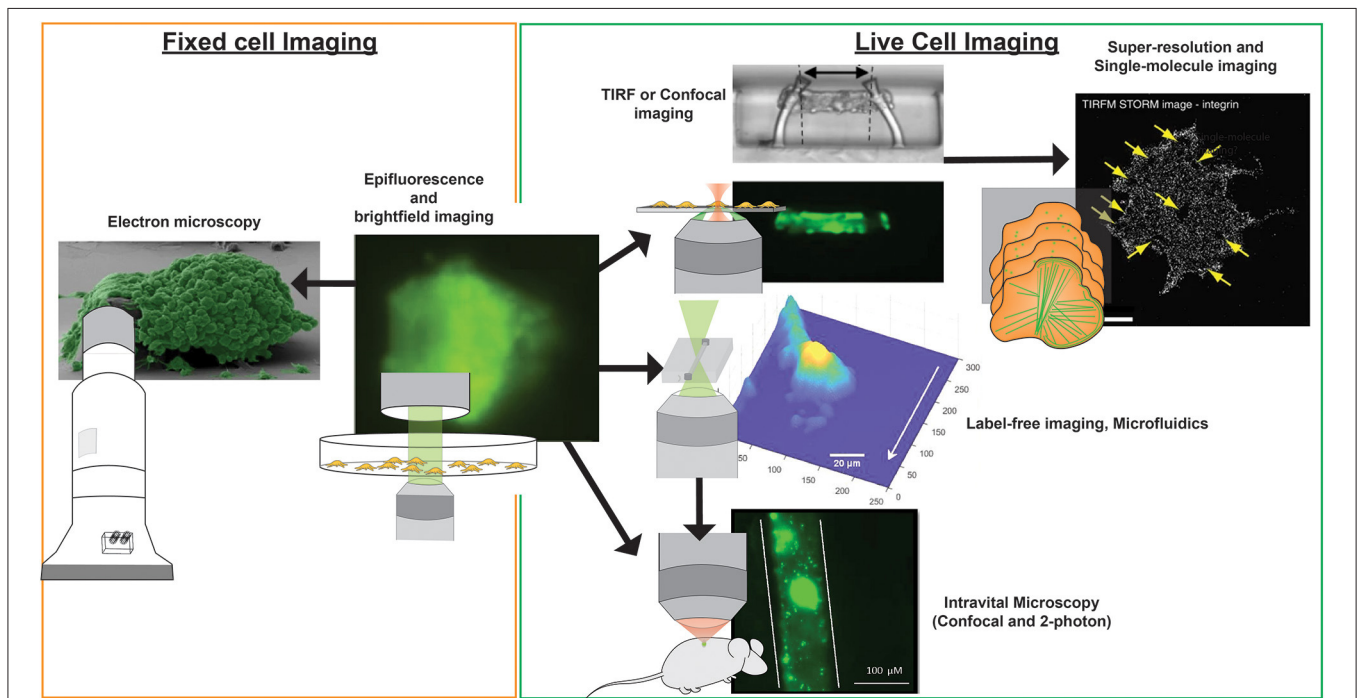 Fixed cell Imaging
Live Cell Imaging
Electron microscopy
Epifluorescence
and
brightfield imaging
TIRF or Confocal
imaging
Super-resolution and
Single-molecule imaging
TIRFM STORM image - integrin
ingle-molecule
20 µm
50
100
150
200
250
0
50
100
150
200
250
300
Label-free imaging, Microfluidics
Intravital Microscopy
(Confocal and 2-photon)
100 µM